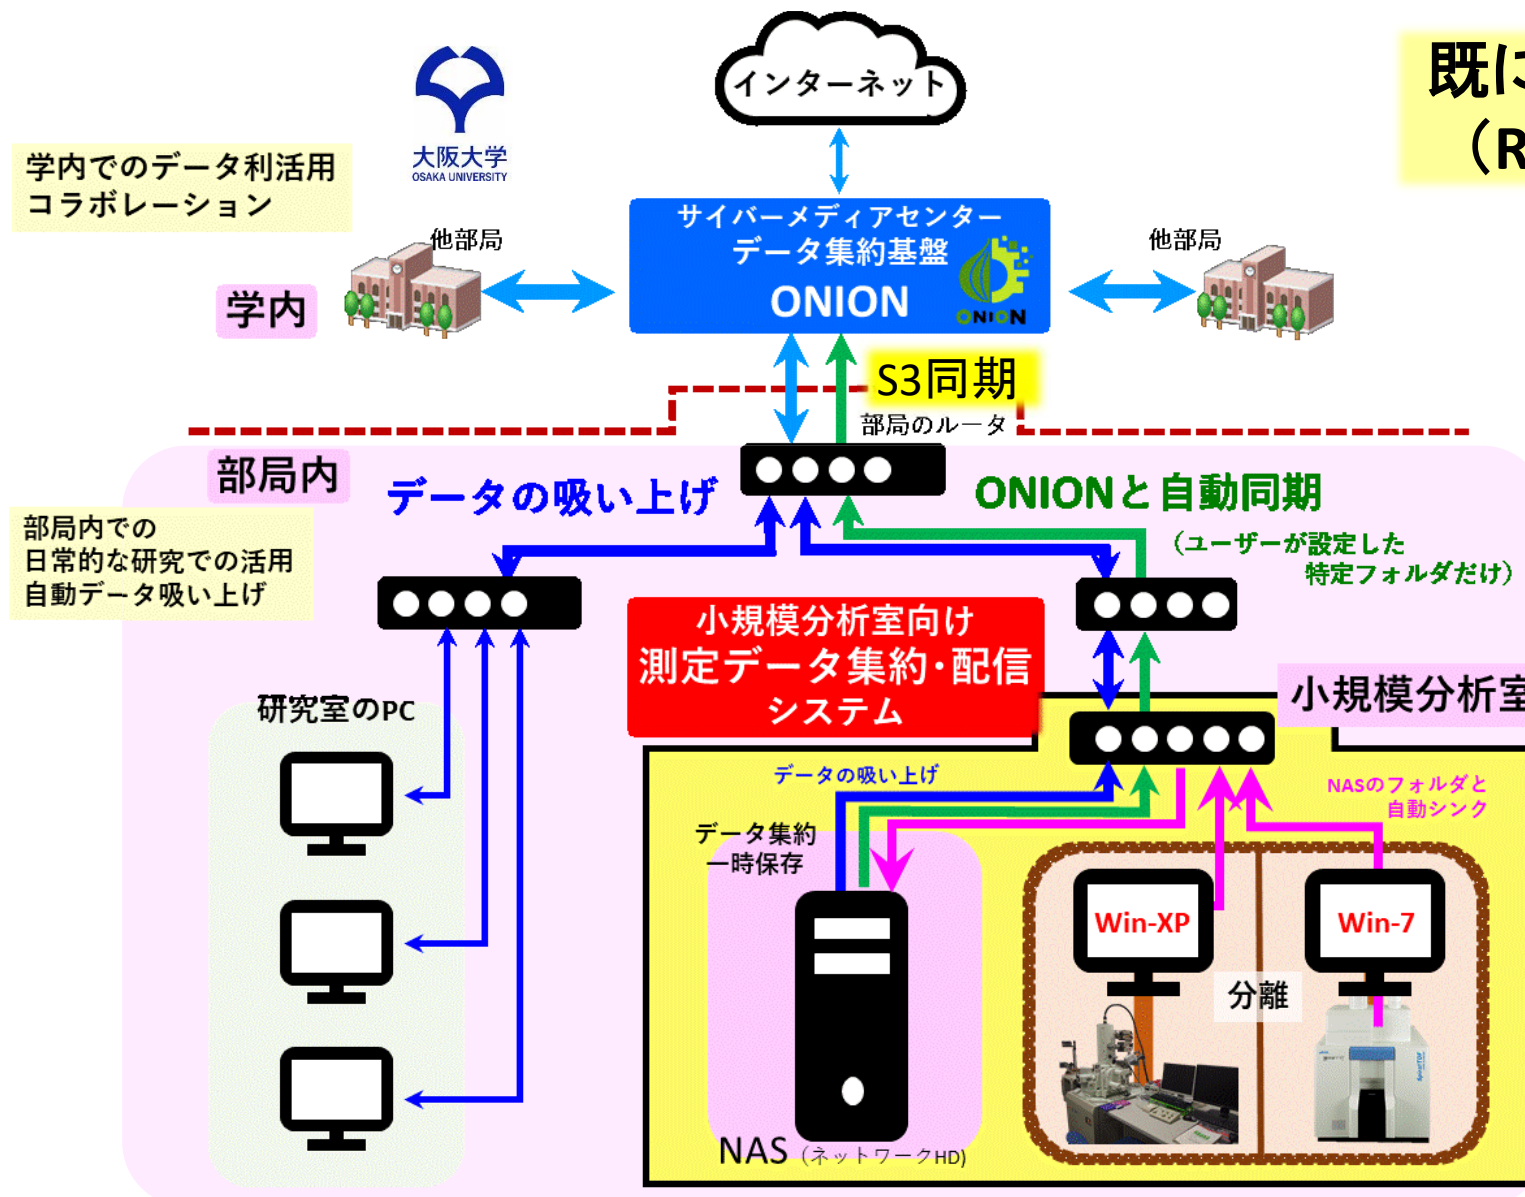 インターネット
既に
（R
大阪大学
OSAKA UNIVERSITY
学内でのデータ利活用
コラボレーション
サイバーメディアセンター
データ集約基盤
ONION
ONION
他部局
他部局
学内
S3同期
部局のルータ
部局内
データの吸い上げ
ONIONと自動同期
（ユーザーが設定した
特定フォルダだけ）
部局内での
日常的な研究での活用
自動データ吸い上げ
小規模分析室向け
測定データ集約・配信
システム
小規模分析室
研究室のPC
データの吸い上げ
NASのフォルダと
自動シンク
データ集約
一時保存
Win-XP
Win-7
分離
NAS（ネットワークHD）